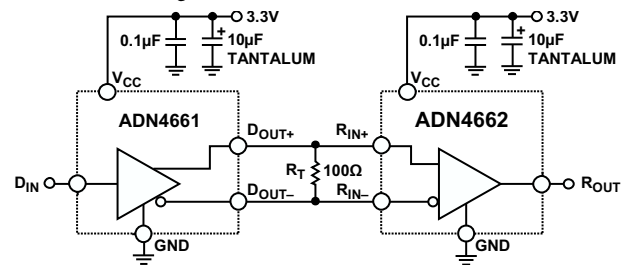 3.3V
0.1µF
+
10µF
TANTALUM
VCC
ADN4661
DIN
DOUT+
DOUT–
GND
RT
100Ω
3.3V
0.1µF
+
10µF
TANTALUM
VCC
ADN4662
RIN+
RIN–
ROUT
GND